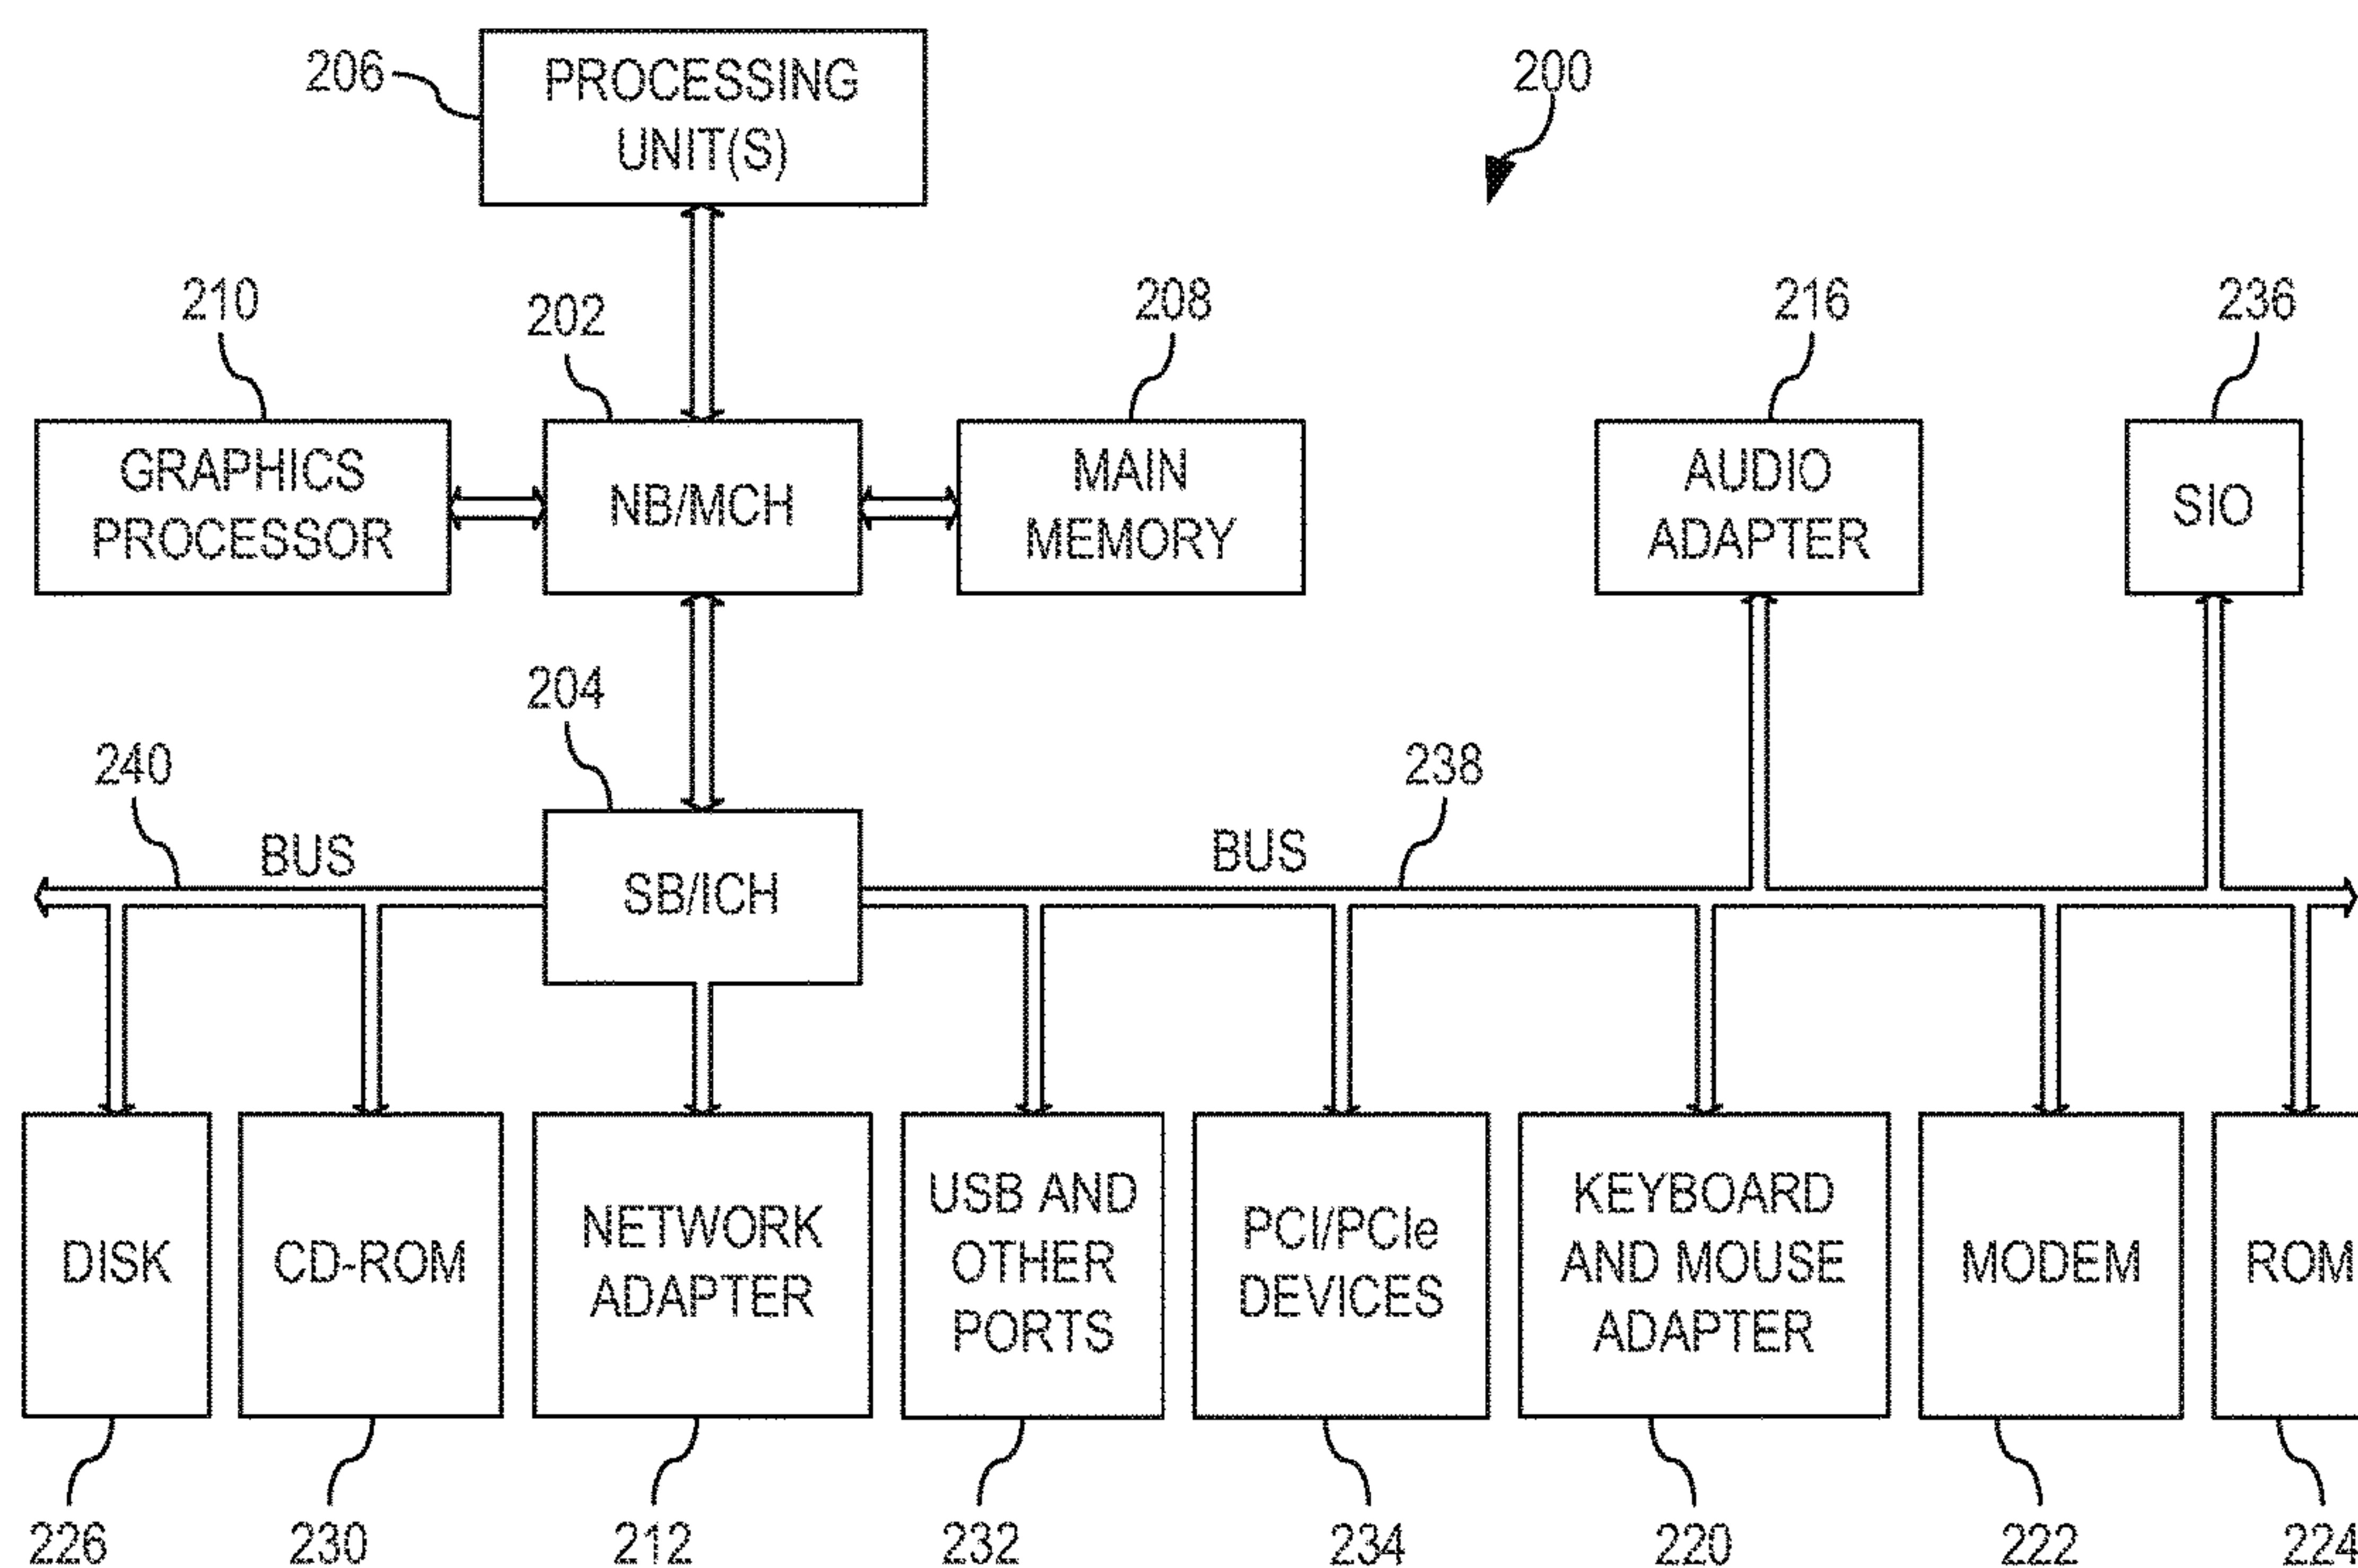 206
PROCESSING
UNIT(S)
200
210
202
208
216
236
GRAPHICS
PROCESSOR
NB/MCH
MAIN
MEMORY
AUDIO
ADAPTER
SIO
204
240
238
BUS
BUS
SB/ICH
DISK
CD-ROM
NETWORK
ADAPTER
USB AND
OTHER
PORTS
PCI/PCIe
DEVICES
KEYBOARD
AND MOUSE
ADAPTER
MODEM
ROM
226
230
212
232
234
220
222
224